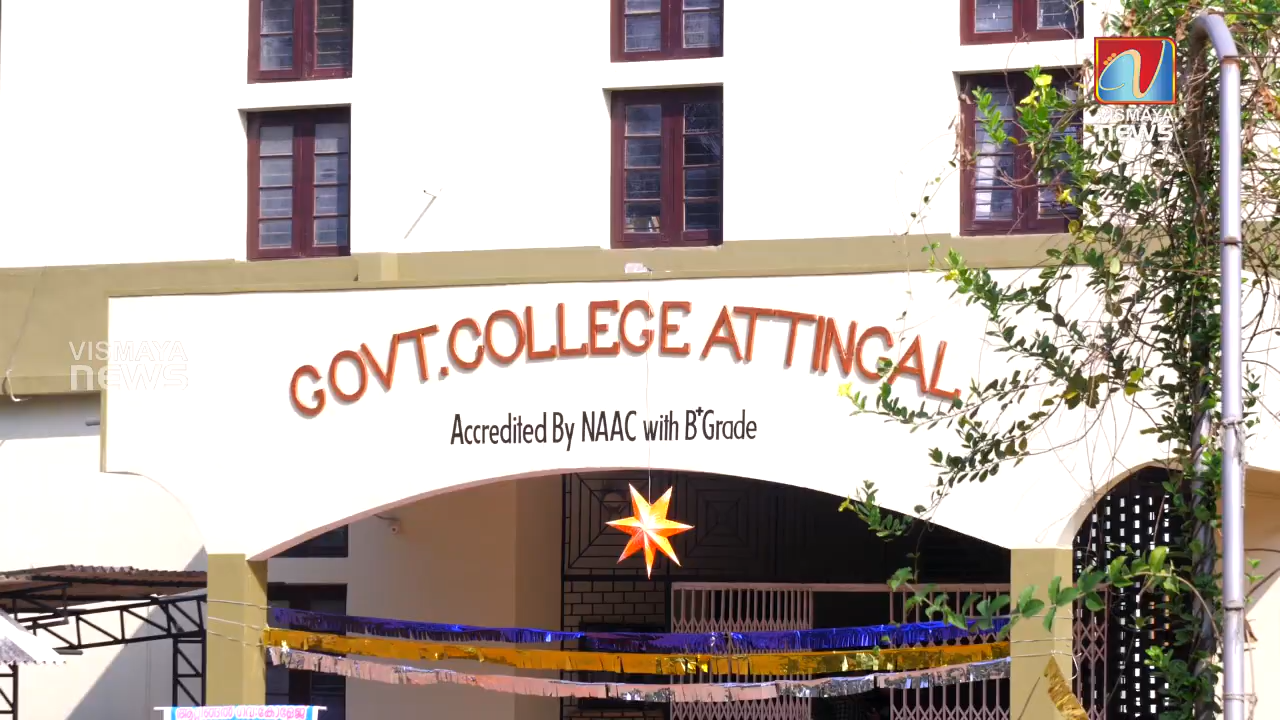 VISMAYA
news
GOVT. COLLEGE ATTINGAL
VISMAYA
news
Accredited By NAAC with B+ Grade